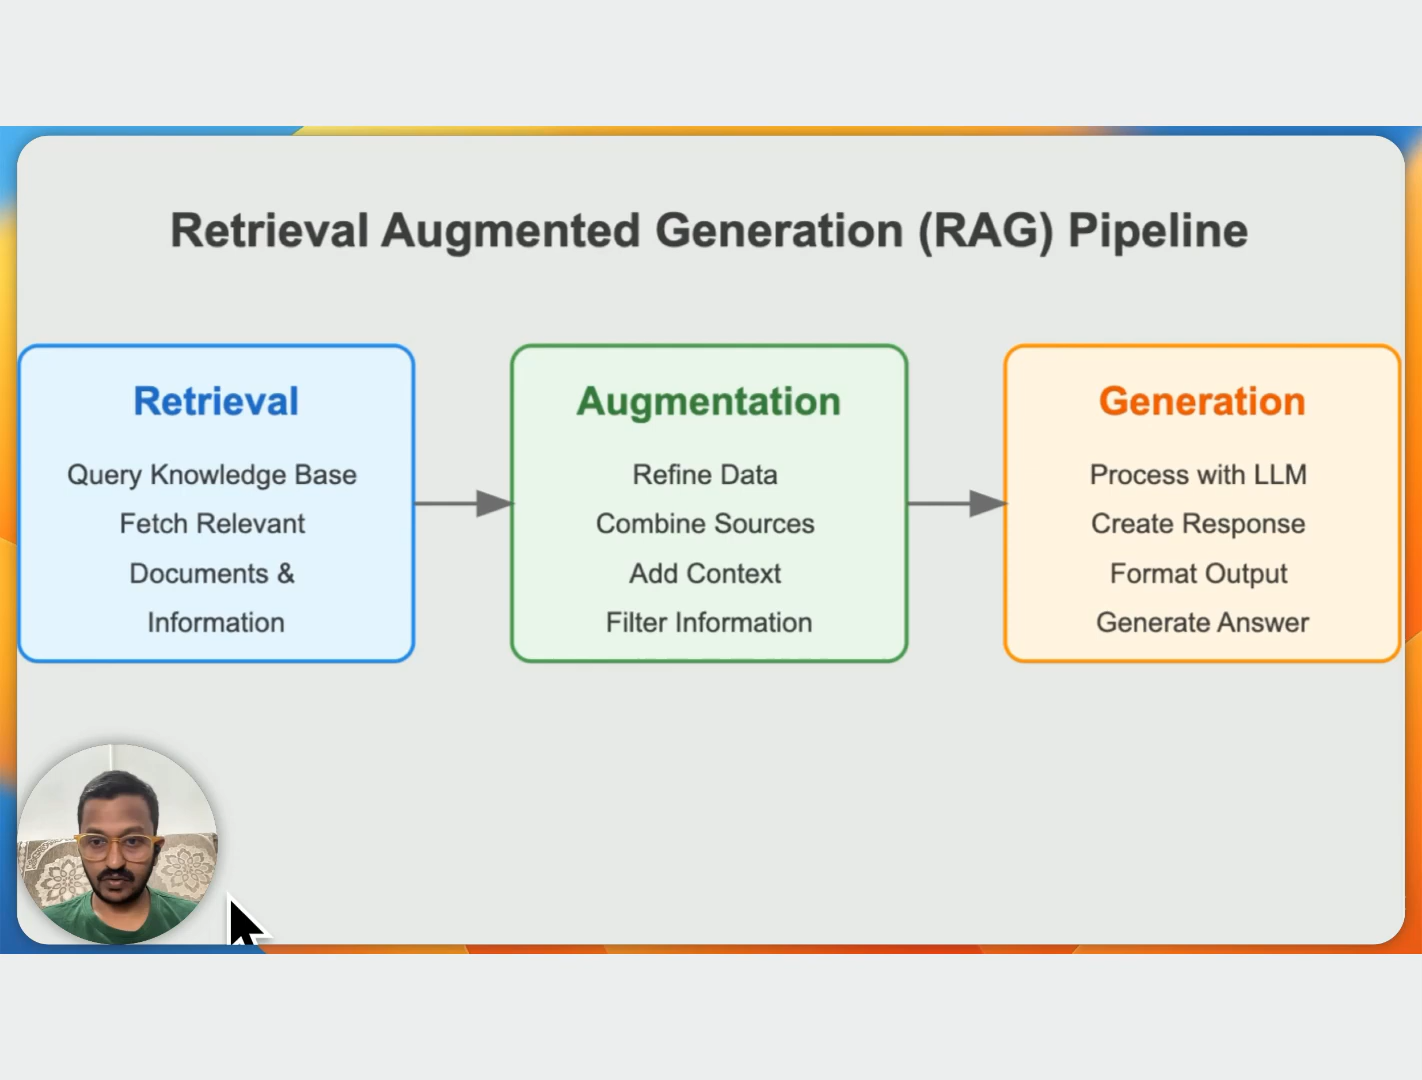 Retrieval Augmented Generation (RAG) Pipeline
Retrieval
Query Knowledge Base
Fetch Relevant
Documents &
Information
Augmentation
Refine Data
Combine Sources
Add Context
Filter Information
Generation
Process with LLM
Create Response
Format Output
Generate Answer